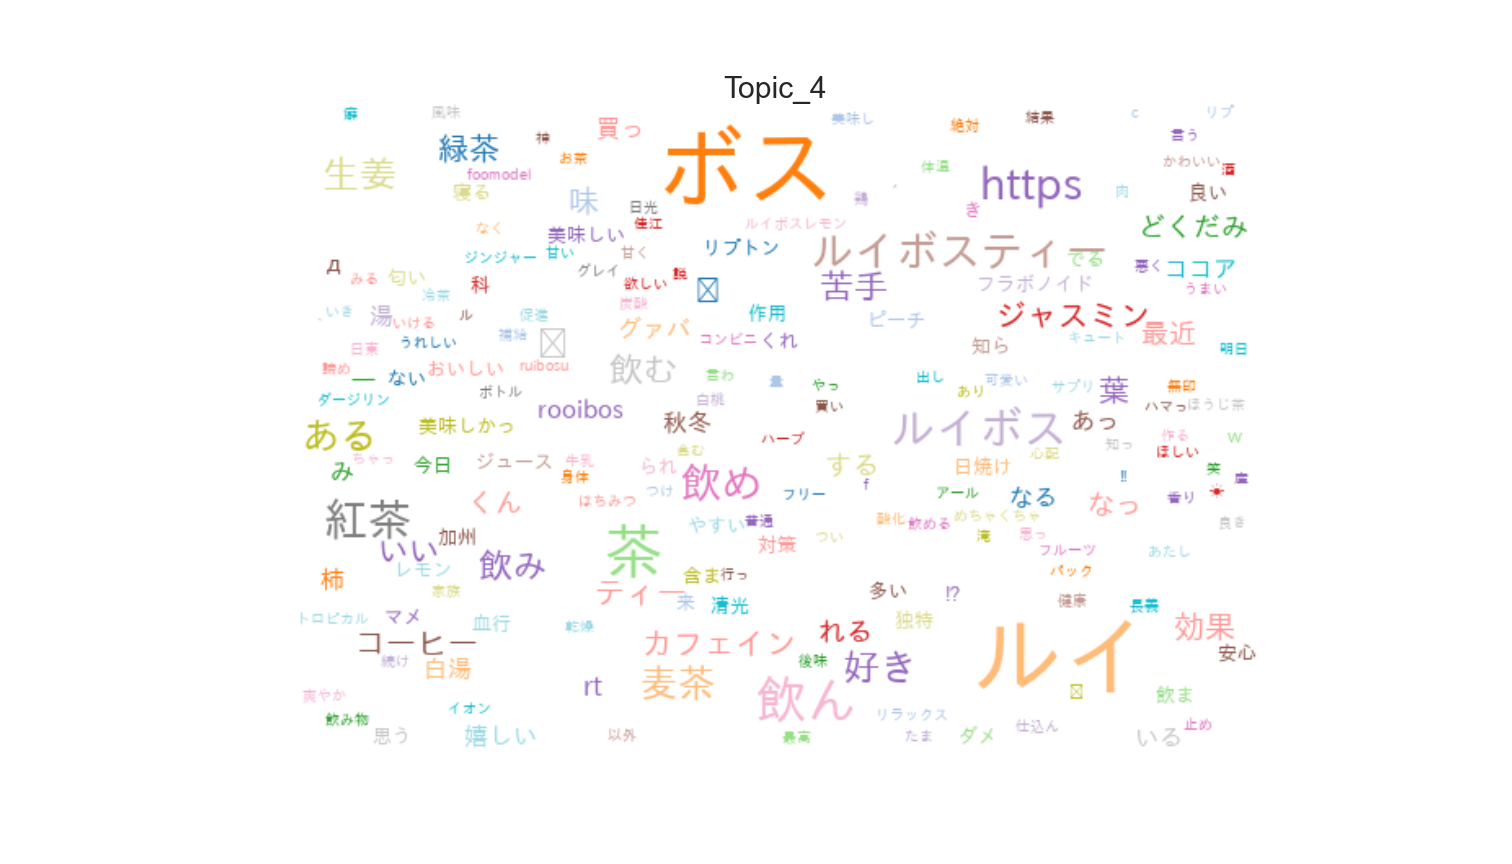 Topic_4
癖
風味
美味し
絶対
結果
c
リプ
緑茶
神
買っ
ボス
言う
お茶
生姜
foomodel
体温
https
かわいい
酒
寝る
味
日光
鶏
き
肉
良い
なく
佳江
ルイボスレモン
どくだみ
美味しい
リプトン
ルイボスティー
でる
ジンジャー
甘い
甘く
Д
みる
匂い
グレイ
欲しい
苦手
フラボノイド
悪く
ココア
うまい
冷茶
科
炭酸
いき
湯
いける
ル
促進
グァバ
作用
ピーチ
ジャスミン
最近
日東
うれしい
補給
コンビニ
くれ
知ら
キュート
明日
諦め
ない
おいしい
ruibosu
飲む
言わ
量
やっ
出し
あり
可愛い
サプリ
葉
無印
ダージリン
ボトル
rooibos
白桃
買い
ハマっ
ほうじ茶
ある
美味しかっ
秋冬
ハーブ
ルイボス
あっ
知っ
作る
w
ほしい
ちゃっ
み
今日
ジュース
牛乳
身体
られ
含む
する
日焼け
心配
笑
飲め
つけ
フリー
f
アール
なる
!!
なっ
香り
紅茶
くん
はちみつ
やすい
普通
酸化
飲める
めちゃくちゃ
良き
加州
いい
飲み
茶
対策
つい
滝
思っ
フルーツ
あたし
柿
レモン
家族
ティー
含ま
行っ
パック
トロピカル
マメ
血行
乾燥
来
清光
多い
!?
健康
長義
コーヒー
カフェイン
れる
独特
効果
続け
白湯
rt
麦茶
後味
好き
ルイ
安心
爽やか
飲み物
イオン
飲ん
リラックス
飲ま
思う
嬉しい
以外
最高
たま
ダメ
仕込ん
いる
止め